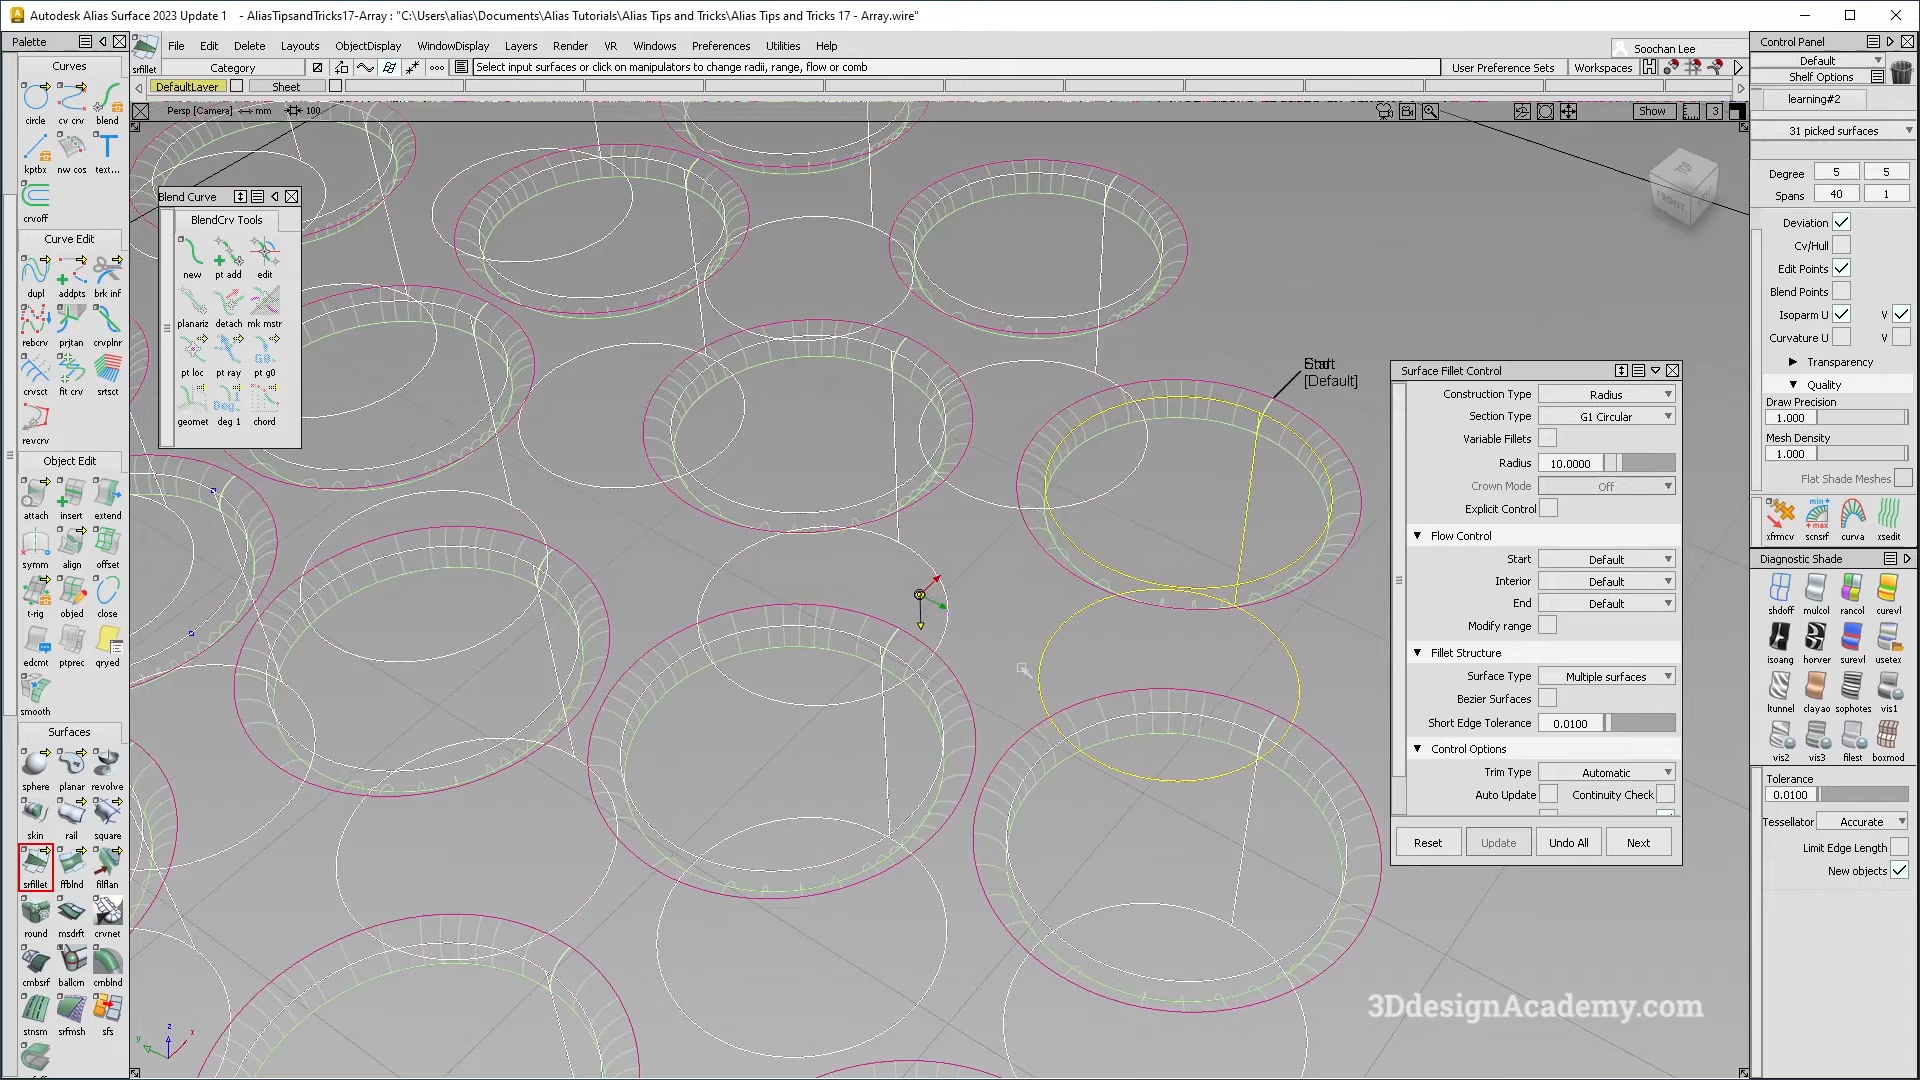 Autodesk Alias Surface 2023 Update 1 - AliasTipsandTricks17-Array : "C:\Users\alias\Documents\Alias Tutorials\Alias Tips and Tricks\Alias Tips and Tricks 17 - Array.wire"
Palette
File Edit Delete Layouts ObjectDisplay WindowDisplay Layers Render VR Windows Preferences Utilities Help
Soochan Lee
srfillet
Category
Select input surfaces or click on manipulators to change radii, range, flow or comb
User Preference Sets
Workspaces
DefaultLayer
Sheet
Persp [Camera] mm 100
Show
3
Curves
circle cv crv blend
kptbx nw cos text...
crvoff
Curve Edit
dupl addpts brk inf
rebcrv prjtan crvplnr
crvsct fit crv srtsct
revcrv
Object Edit
attach insert extend
symm align offset
t-rig objed close
edcmt ptprec qryed
smooth
Surfaces
sphere planar revolve
skin rail square
srfillet ffblnd filflan
round msdrft crvnet
cmbsrf ballcrn cmblnd
stnsm srfmsh sfs
Blend Curve
BlendCrv Tools
new pt add edit
planariz detach mk mstr
pt loc pt ray pt g0
geomet deg 1 chord
[Default]
FRONT
z
x
y
Surface Fillet Control
Construction Type Radius
Section Type G1 Circular
Variable Fillets
Radius 10.0000
Crown Mode Off
Explicit Control
Flow Control
Start Default
Interior Default
End Default
Modify range
Fillet Structure
Surface Type Multiple surfaces
Bezier Surfaces
Short Edge Tolerance 0.0100
Control Options
Trim Type Automatic
Auto Update Continuity Check
Reset Update Undo All Next
3DdesignAcademy.com
Control Panel
Default
Shelf Options
learning#2
31 picked surfaces
Degree 5 5
Spans 40 1
Deviation
Cv/Hull
Edit Points
Blend Points
Isoparm U V
Curvature U V
Transparency
Quality
Draw Precision
1.000
Mesh Density
1.000
Flat Shade Meshes
xfrmcv scnsrf curva xsedit
Diagnostic Shade
shdoff mulcol rancol curevl
isoang horver surevl usetex
ltunnel clayao sophotes vis1
vis2 vis3 filest boxmod
Tolerance
0.0100
Tessellator Accurate
Limit Edge Length
New objects